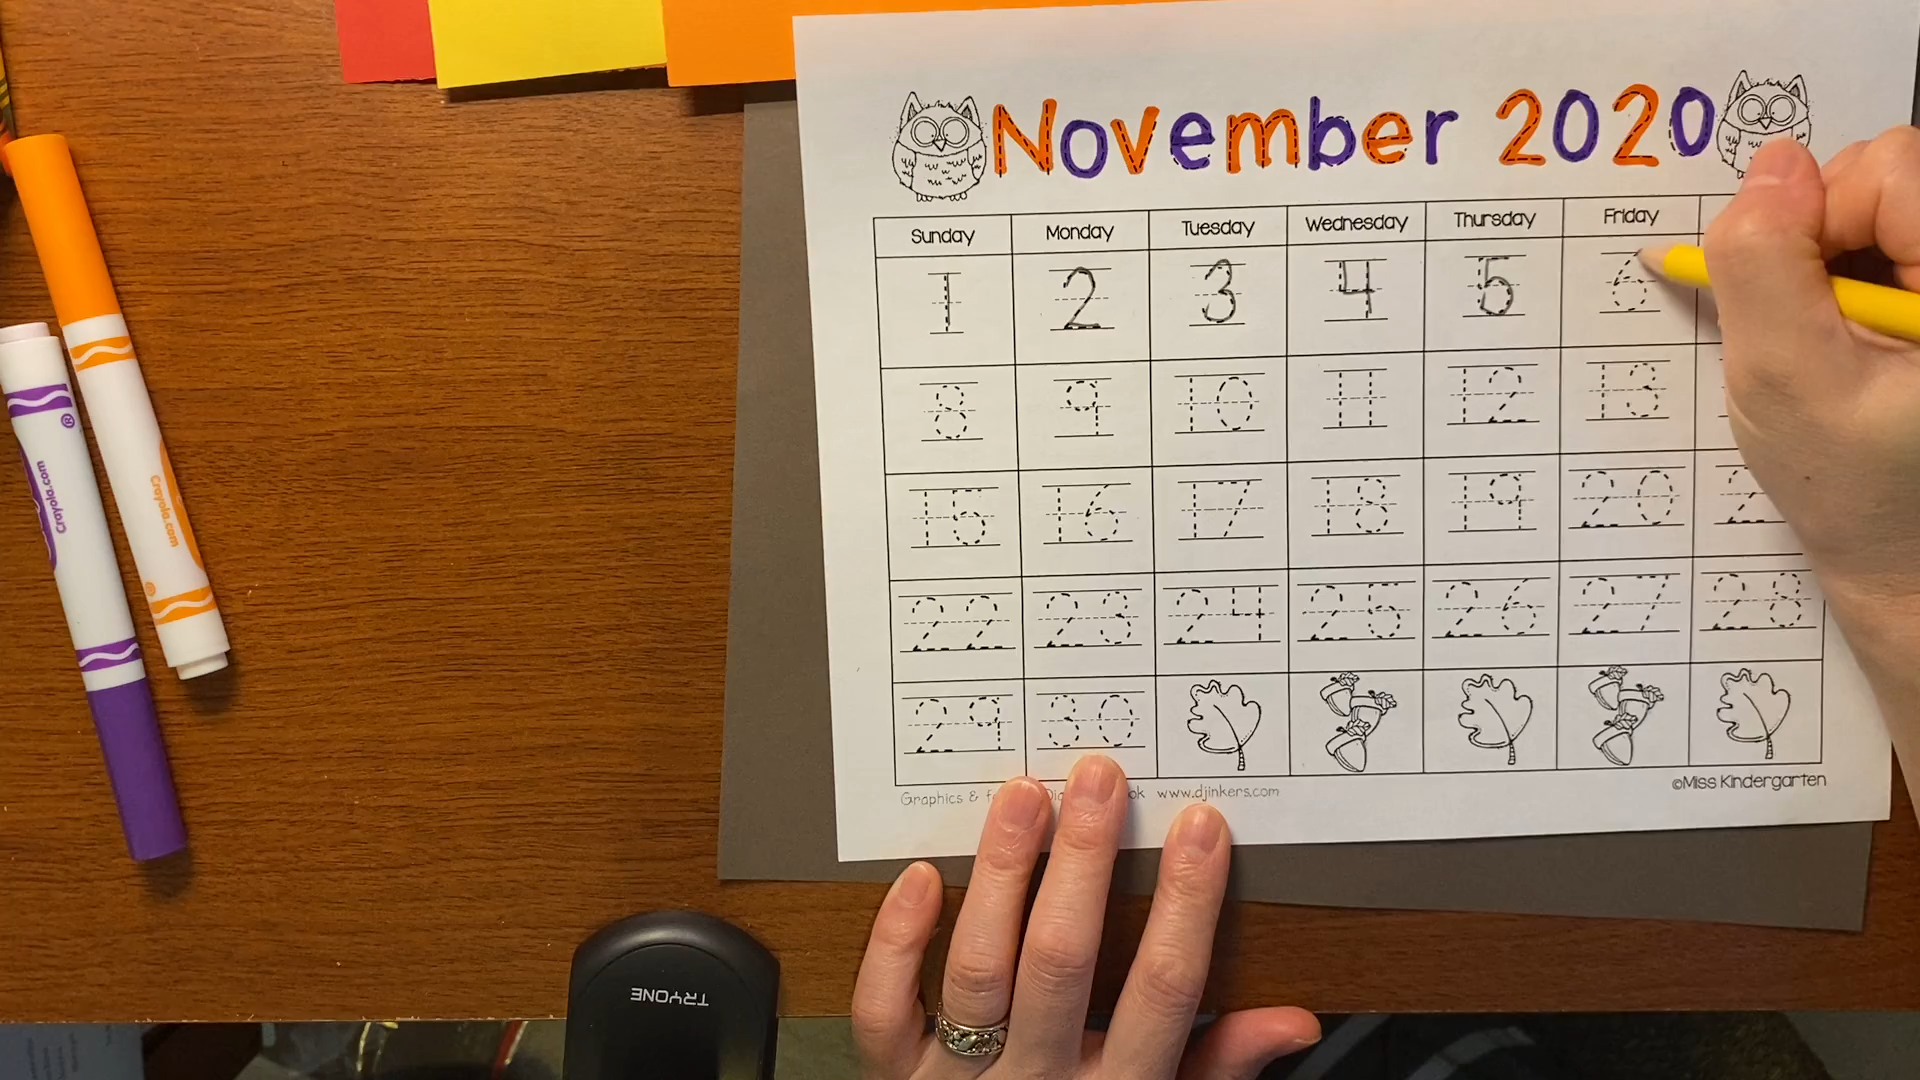 November 2020
Sunday Monday Tuesday Wednesday Thursday Friday
1 2 3 4 5 6
8 9 10 11 12 13
15 16 17 18 19 20 2
22 23 24 25 26 27 28
29 30
Graphics & ok www.djinkers.com
©Miss Kindergarten
Crayola.com
®
Crayola.com
®
TRYONE